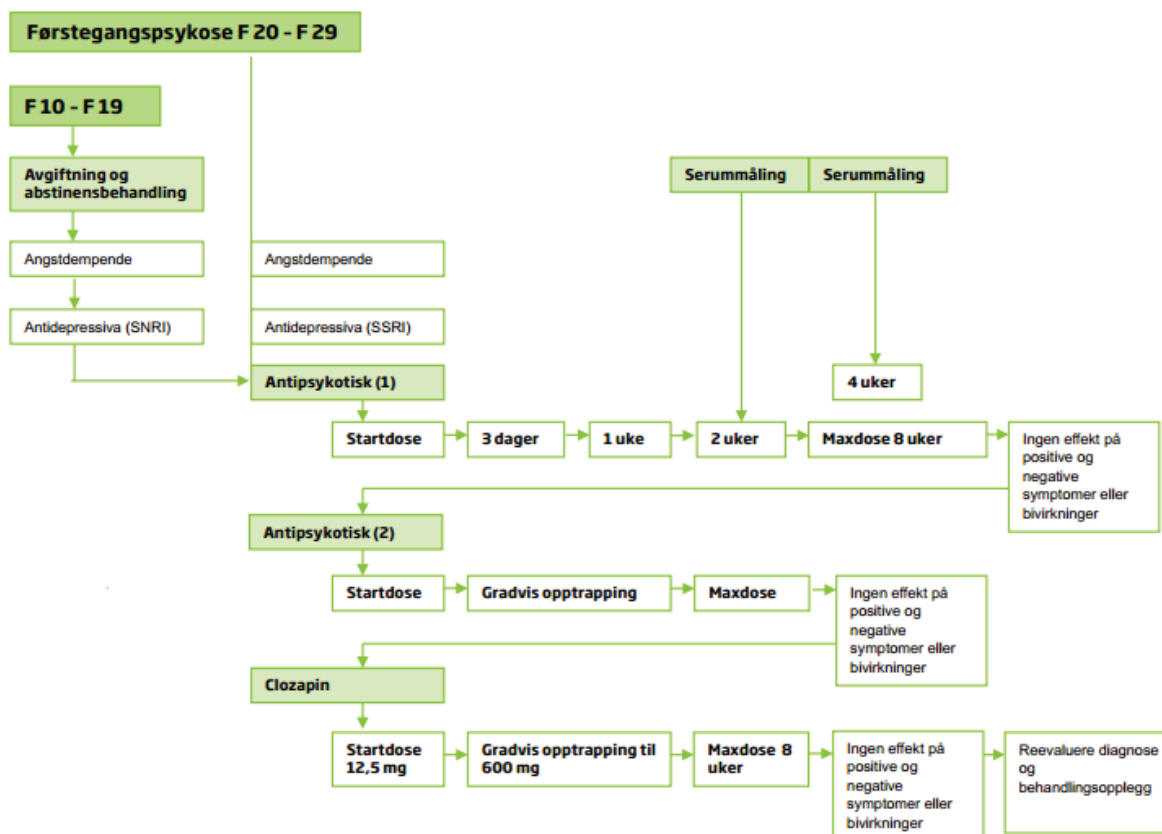 Førstegangspsykose F 20 – F 29
F 10 – F 19
Avgiftning og
abstinensbehandling
Serummåling
Serummåling
Angstdempende
Angstdempende
Antidepressiva (SNRI)
Antidepressiva (SSRI)
Antipsykotisk (1)
4 uker
Startdose
3 dager
1 uke
2 uker
Maxdose 8 uker
Ingen effekt på
positive og
negative
symptomer eller
bivirkninger
Antipsykotisk (2)
Startdose
Gradvis opptrapping
Maxdose
Ingen effekt på
positive og
negative
symptomer eller
bivirkninger
Clozapin
Startdose
12,5 mg
Gradvis opptrapping til
600 mg
Maxdose 8
uker
Ingen effekt på
positive og
negative
symptomer eller
bivirkninger
Reevaluere diagnose
og
behandlingsopplegg